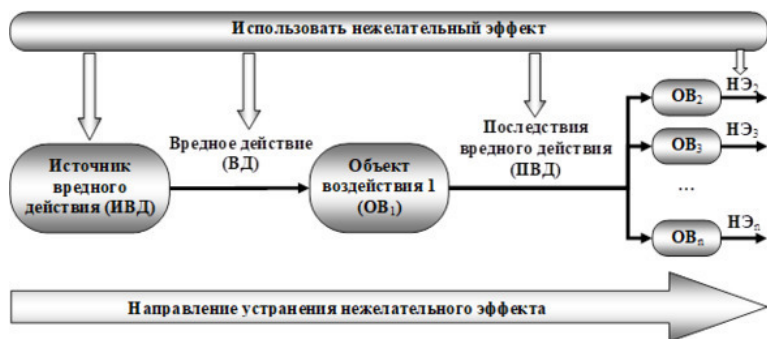 Использовать нежелательный эффект
НЭ₂
ОВ₂
Вредное действие
(ВД)
Последствия
вредного действия
(ПВД)
НЭ₃
ОВ₃
Источник
вредного
действия (ИВД)
Объект
воздействия 1
(ОВ₁)
...
НЭₙ
ОВₙ
Направление устранения нежелательного эффекта